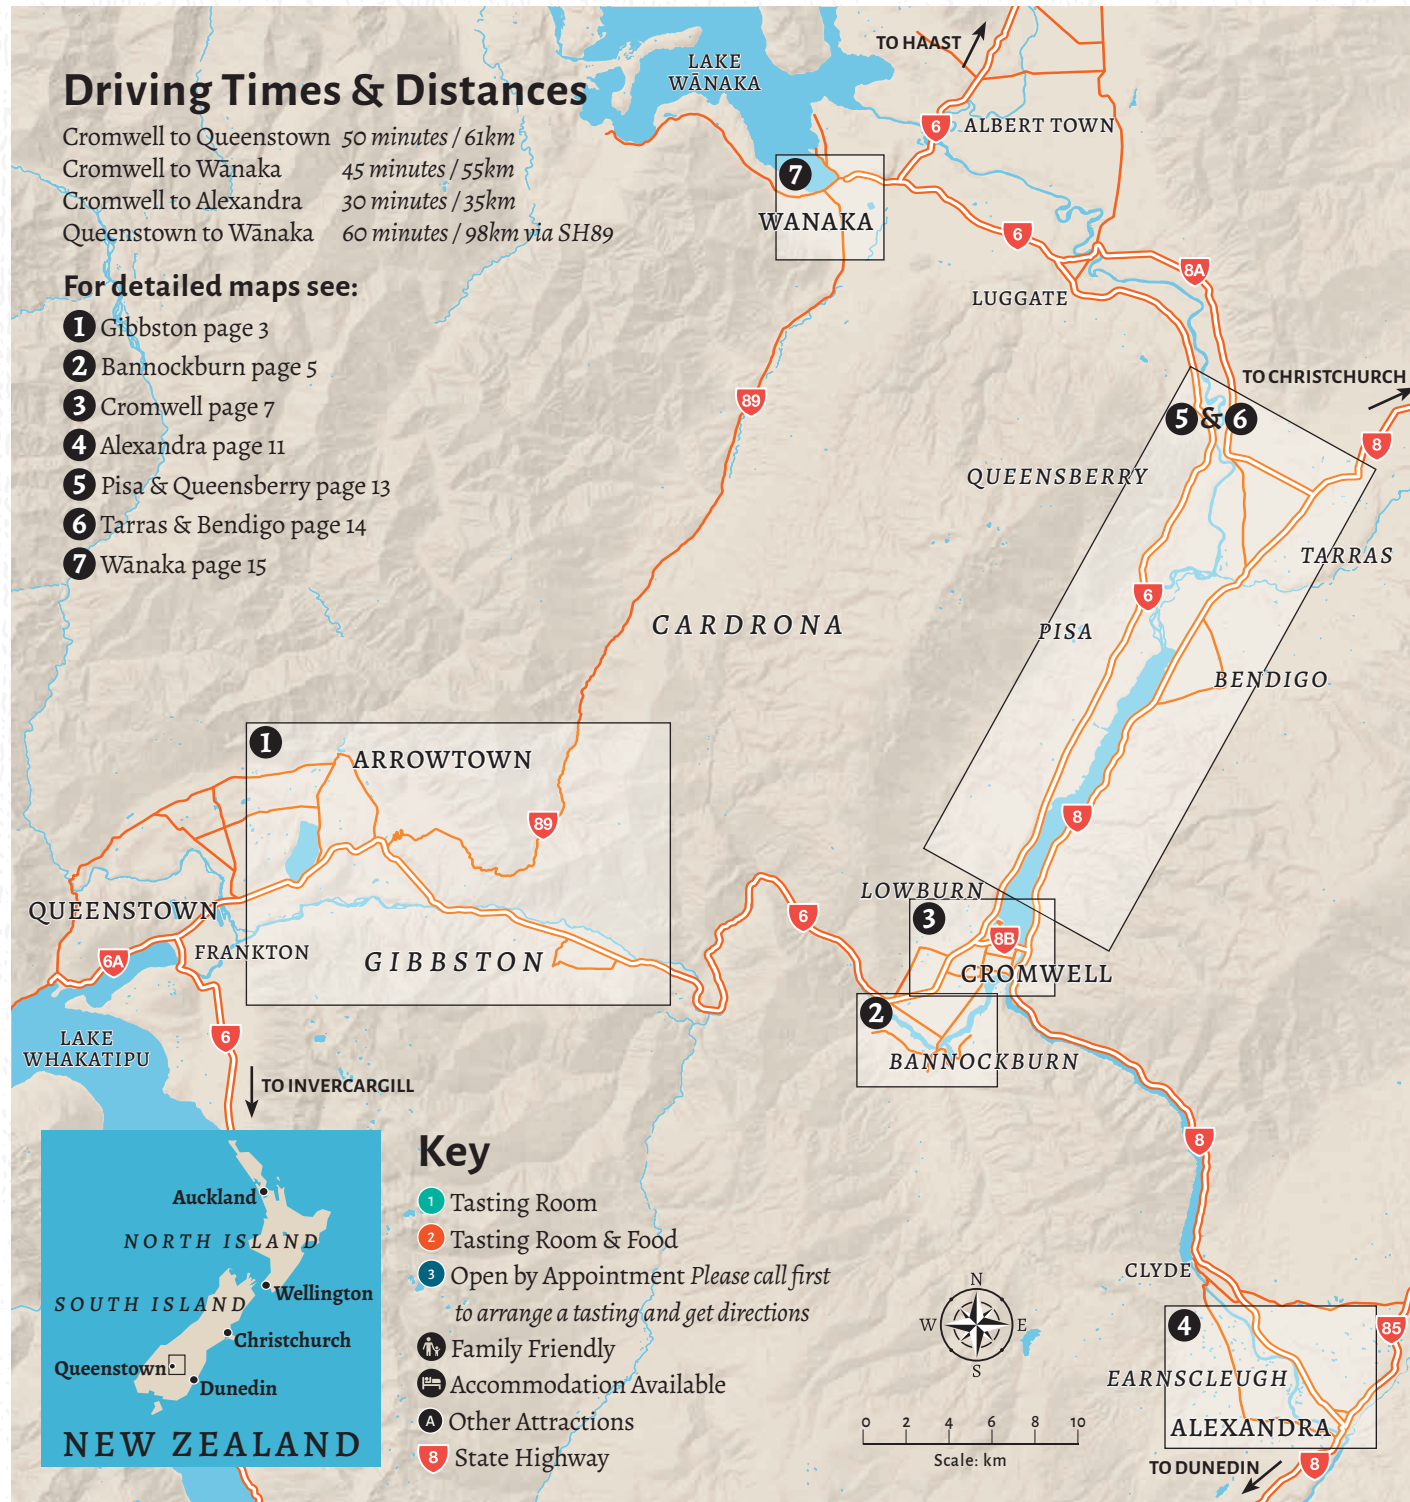 Driving Times & Distances
Cromwell to Queenstown 50 minutes / 61km
Cromwell to Wānaka 45 minutes / 55km
Cromwell to Alexandra 30 minutes / 35km
Queenstown to Wānaka 60 minutes / 98km via SH89
For detailed maps see:
1 Gibbston page 3
2 Bannockburn page 5
3 Cromwell page 7
4 Alexandra page 11
5 Pisa & Queensberry page 13
6 Tarras & Bendigo page 14
7 Wānaka page 15
LAKE
WĀNAKA
TO HAAST
6
ALBERT TOWN
7
WANAKA
6
8A
LUGGATE
TO CHRISTCHURCH
89
5 & 6
8
QUEENSBERRY
TARRAS
6
CARDRONA
PISA
BENDIGO
1
ARROWTOWN
89
8
LOWBURN
QUEENSTOWN
6
3
8B
6A
FRANKTON
GIBBSTON
CROMWELL
2
6
LAKE
WHAKATIPU
BANNOCKBURN
TO INVERCARGILL
8
Auckland
NORTH ISLAND
Wellington
SOUTH ISLAND
Christchurch
Queenstown
Dunedin
NEW ZEALAND
Key
1 Tasting Room
2 Tasting Room & Food
3 Open by Appointment Please call first
to arrange a tasting and get directions
Family Friendly
Accommodation Available
A Other Attractions
8 State Highway
N
W E
S
0 2 4 6 8 10
Scale: km
CLYDE
4
85
EARNSCLEUGH
ALEXANDRA
TO DUNEDIN
8